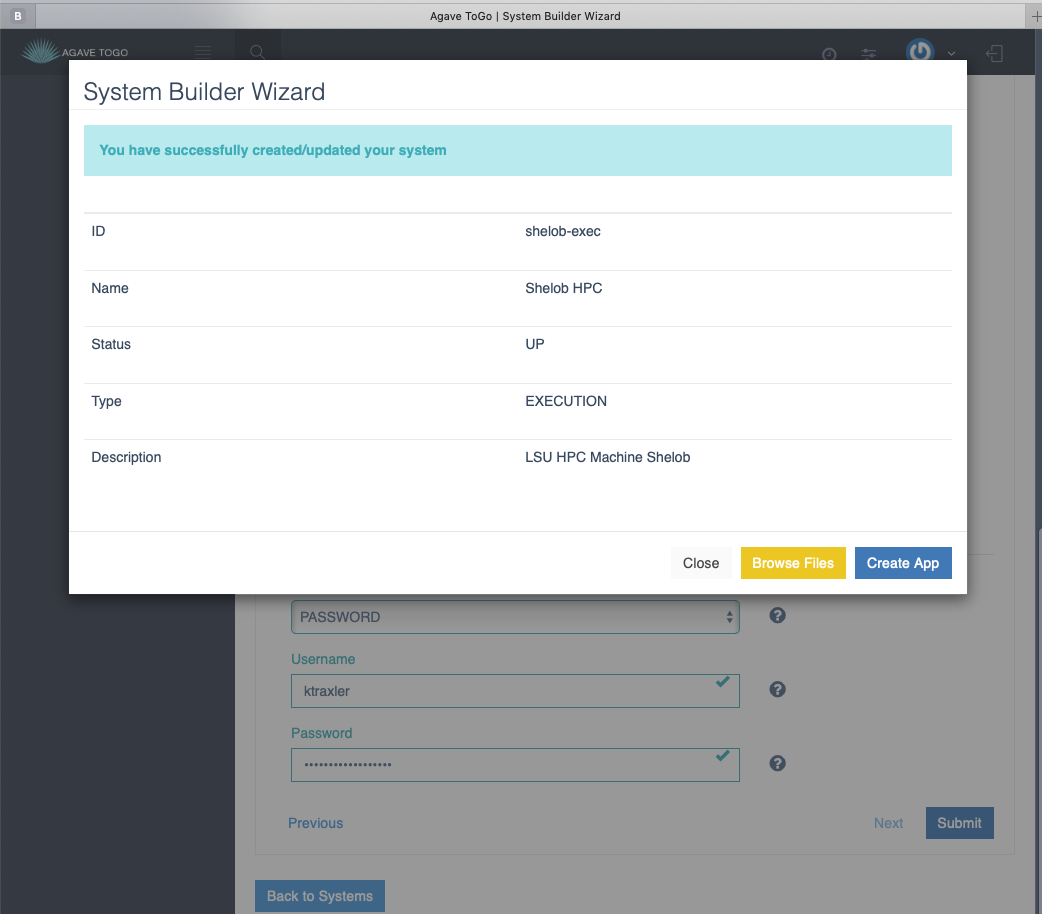 B
Agave ToGo | System Builder Wizard
AGAVE TOGO
System Builder Wizard
You have successfully created/updated your system
ID shelob-exec
Name Shelob HPC
Status UP
Type EXECUTION
Description LSU HPC Machine Shelob
Close Browse Files Create App
PASSWORD
Username
ktraxler
Password
••••••••••••••••••
Previous Next Submit
Back to Systems